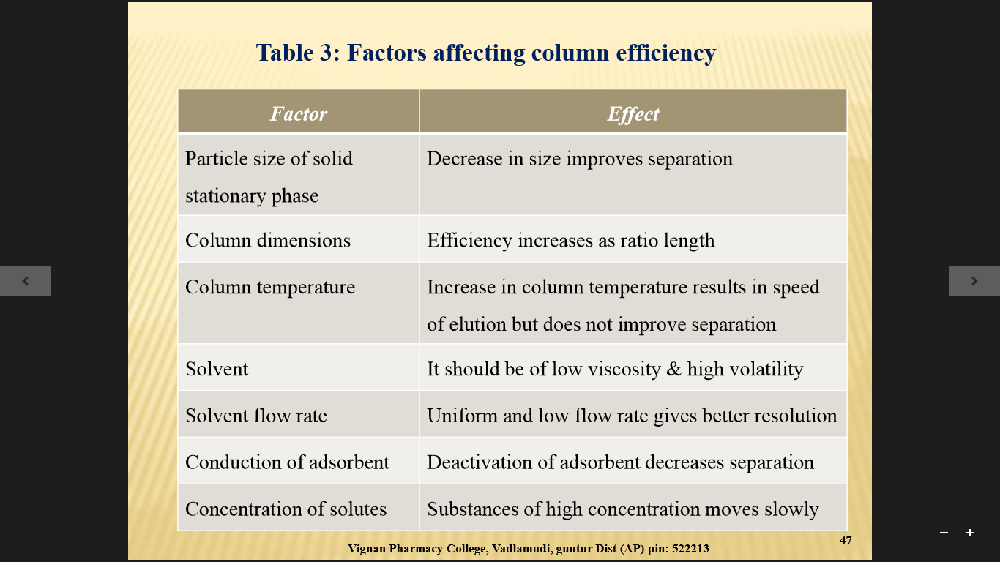 Table 3: Factors affecting column efficiency
Factor
Effect
Particle size of solid
stationary phase
Decrease in size improves separation
Column dimensions
Efficiency increases as ratio length
Column temperature
Increase in column temperature results in speed
of elution but does not improve separation
Solvent
It should be of low viscosity & high volatility
Solvent flow rate
Uniform and low flow rate gives better resolution
Conduction of adsorbent
Deactivation of adsorbent decreases separation
Concentration of solutes
Substances of high concentration moves slowly
47
Vignan Pharmacy College, Vadlamudi, guntur Dist (AP) pin: 522213